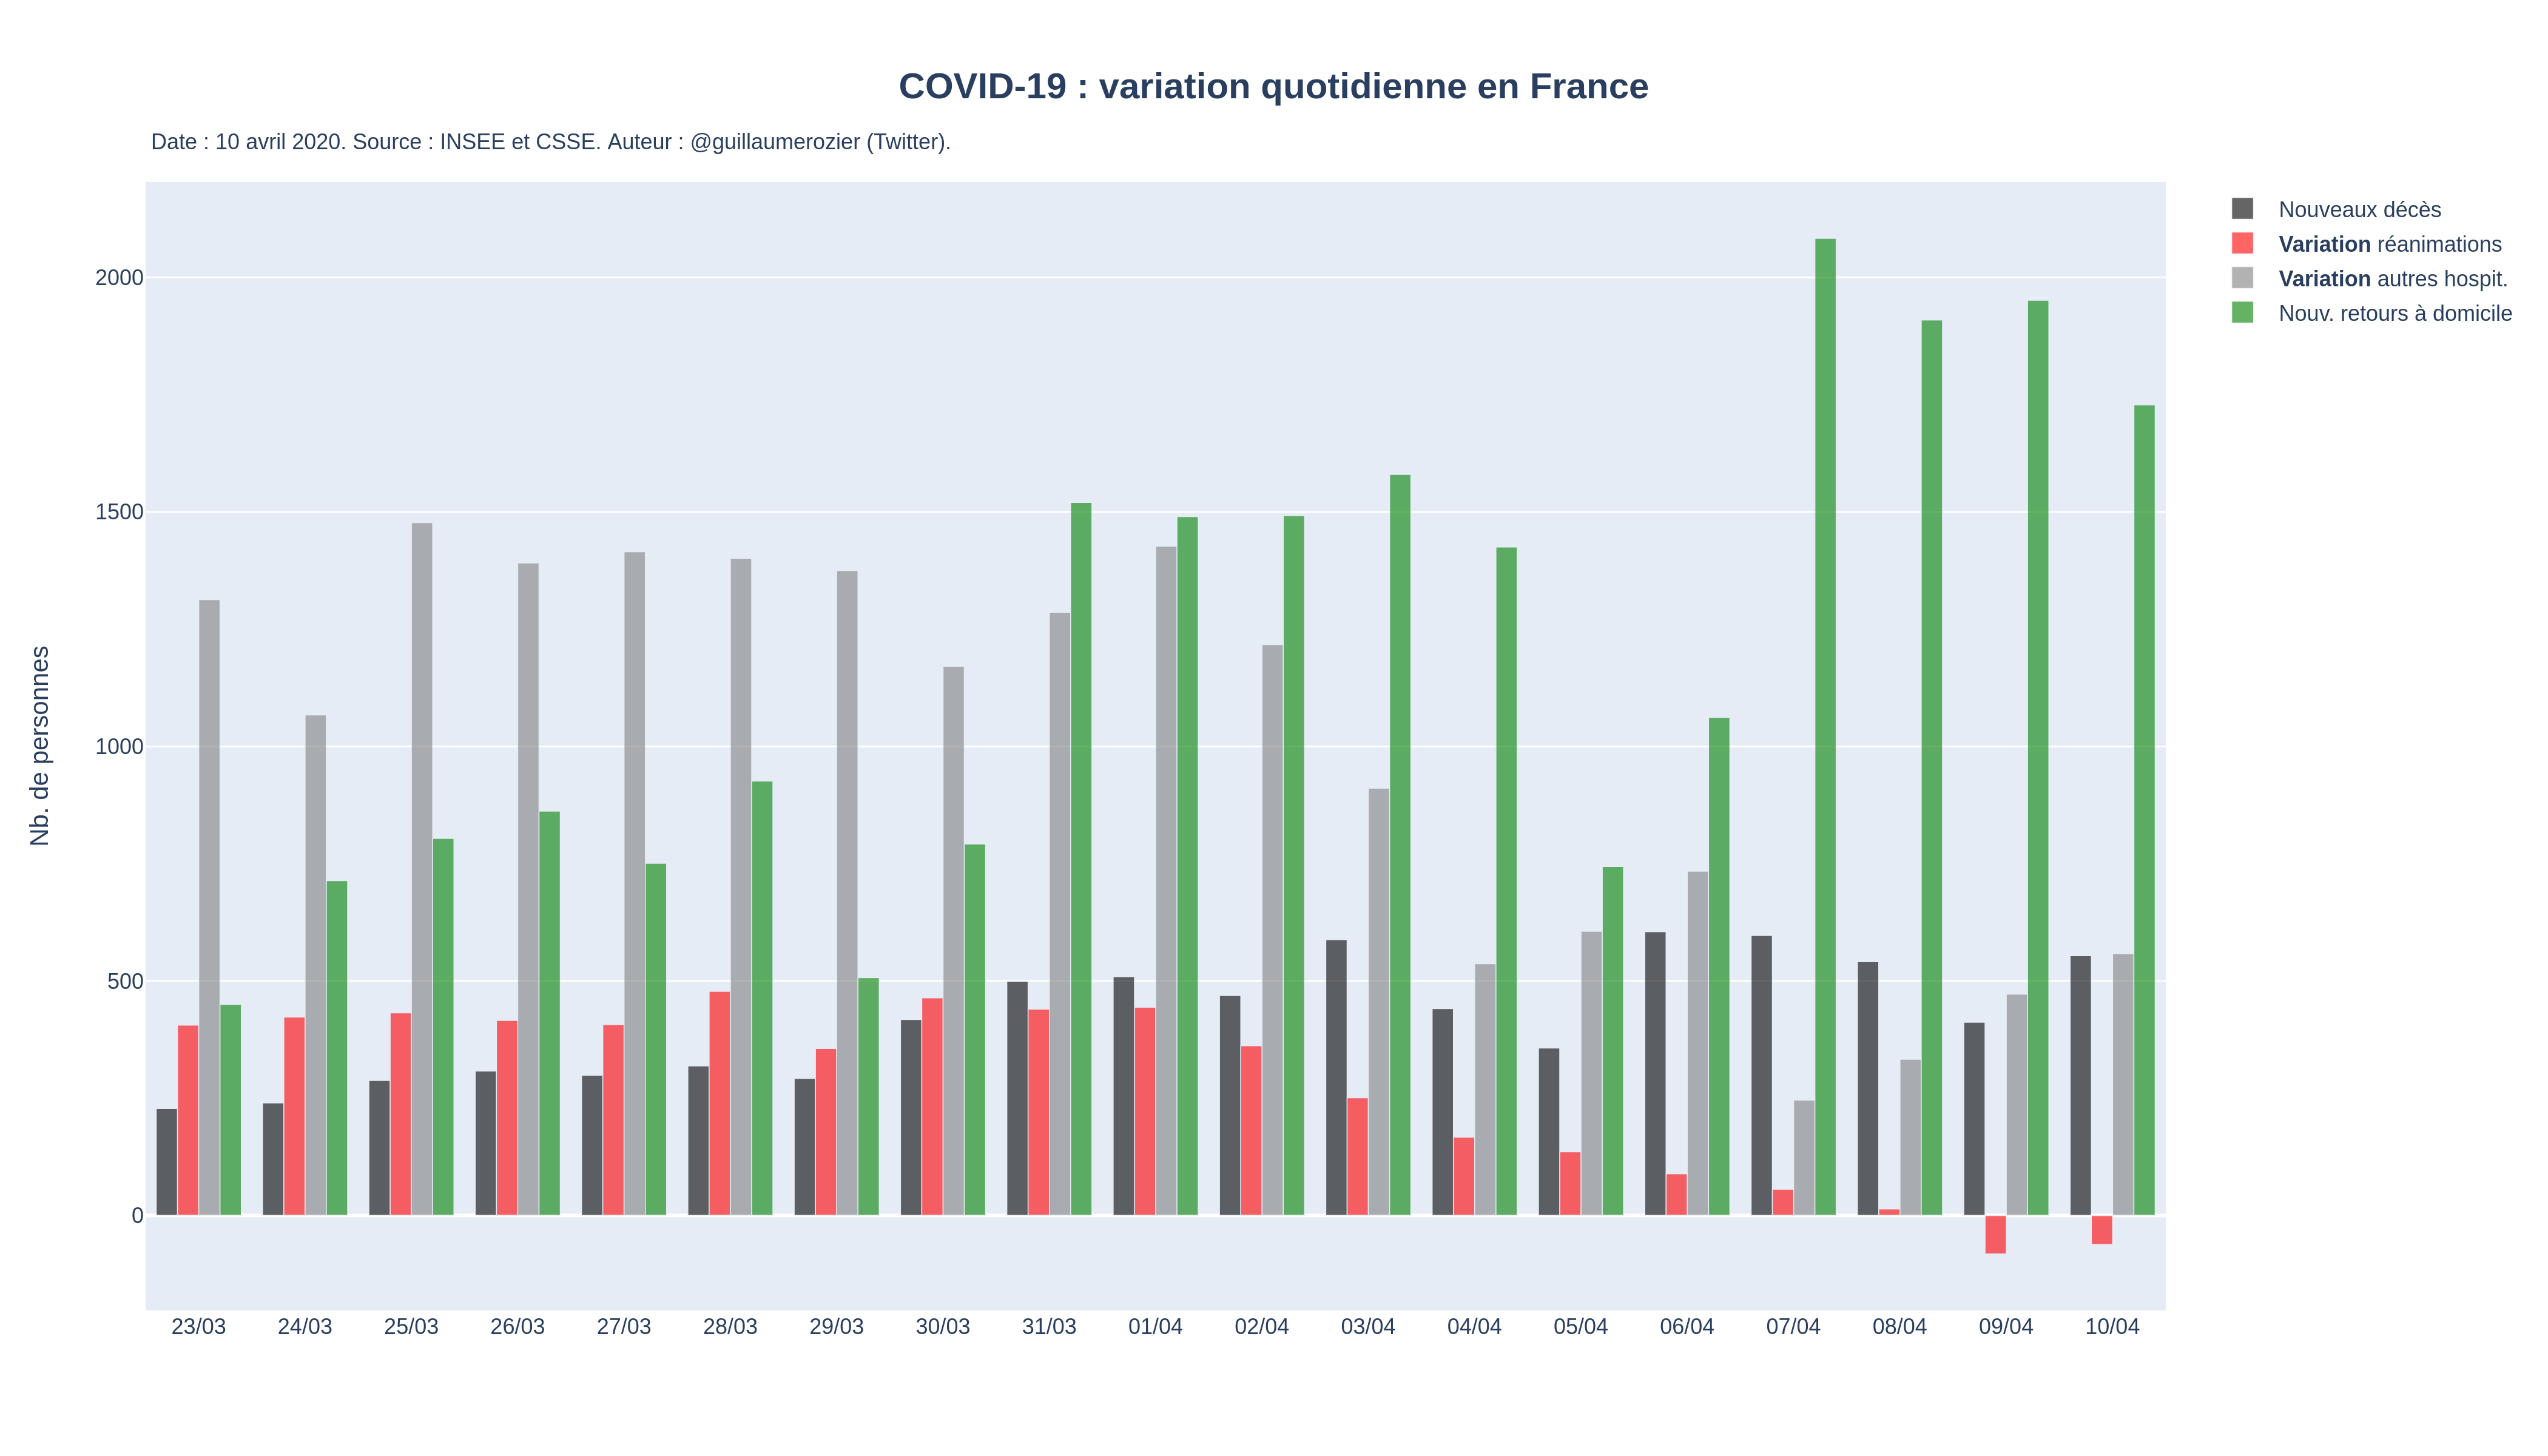 COVID-19 : variation quotidienne en France
Date : 10 avril 2020. Source : INSEE et CSSE. Auteur : @guillaumerozier (Twitter).
Nouveaux décès
Variation réanimations
Variation autres hospit.
Nouv. retours à domicile
Nb. de personnes
2000
1500
1000
500
0
23/03 24/03 25/03 26/03 27/03 28/03 29/03 30/03 31/03 01/04 02/04 03/04 04/04 05/04 06/04 07/04 08/04 09/04 10/04